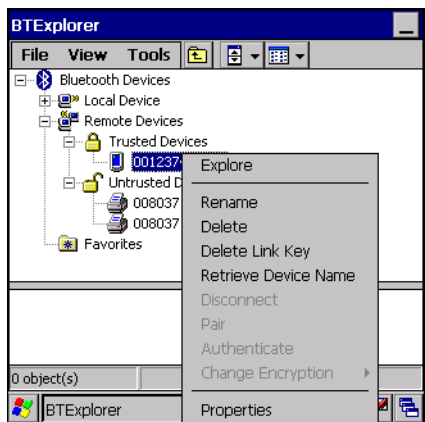 BTExplorer
File View Tools
Bluetooth Devices
Local Device
Remote Devices
Trusted Devices
001237
Untrusted D
008037
008037
Favorites
Explore
Rename
Delete
Delete Link Key
Retrieve Device Name
Disconnect
Pair
Authenticate
Change Encryption
Properties
0 object(s)
BTExplorer